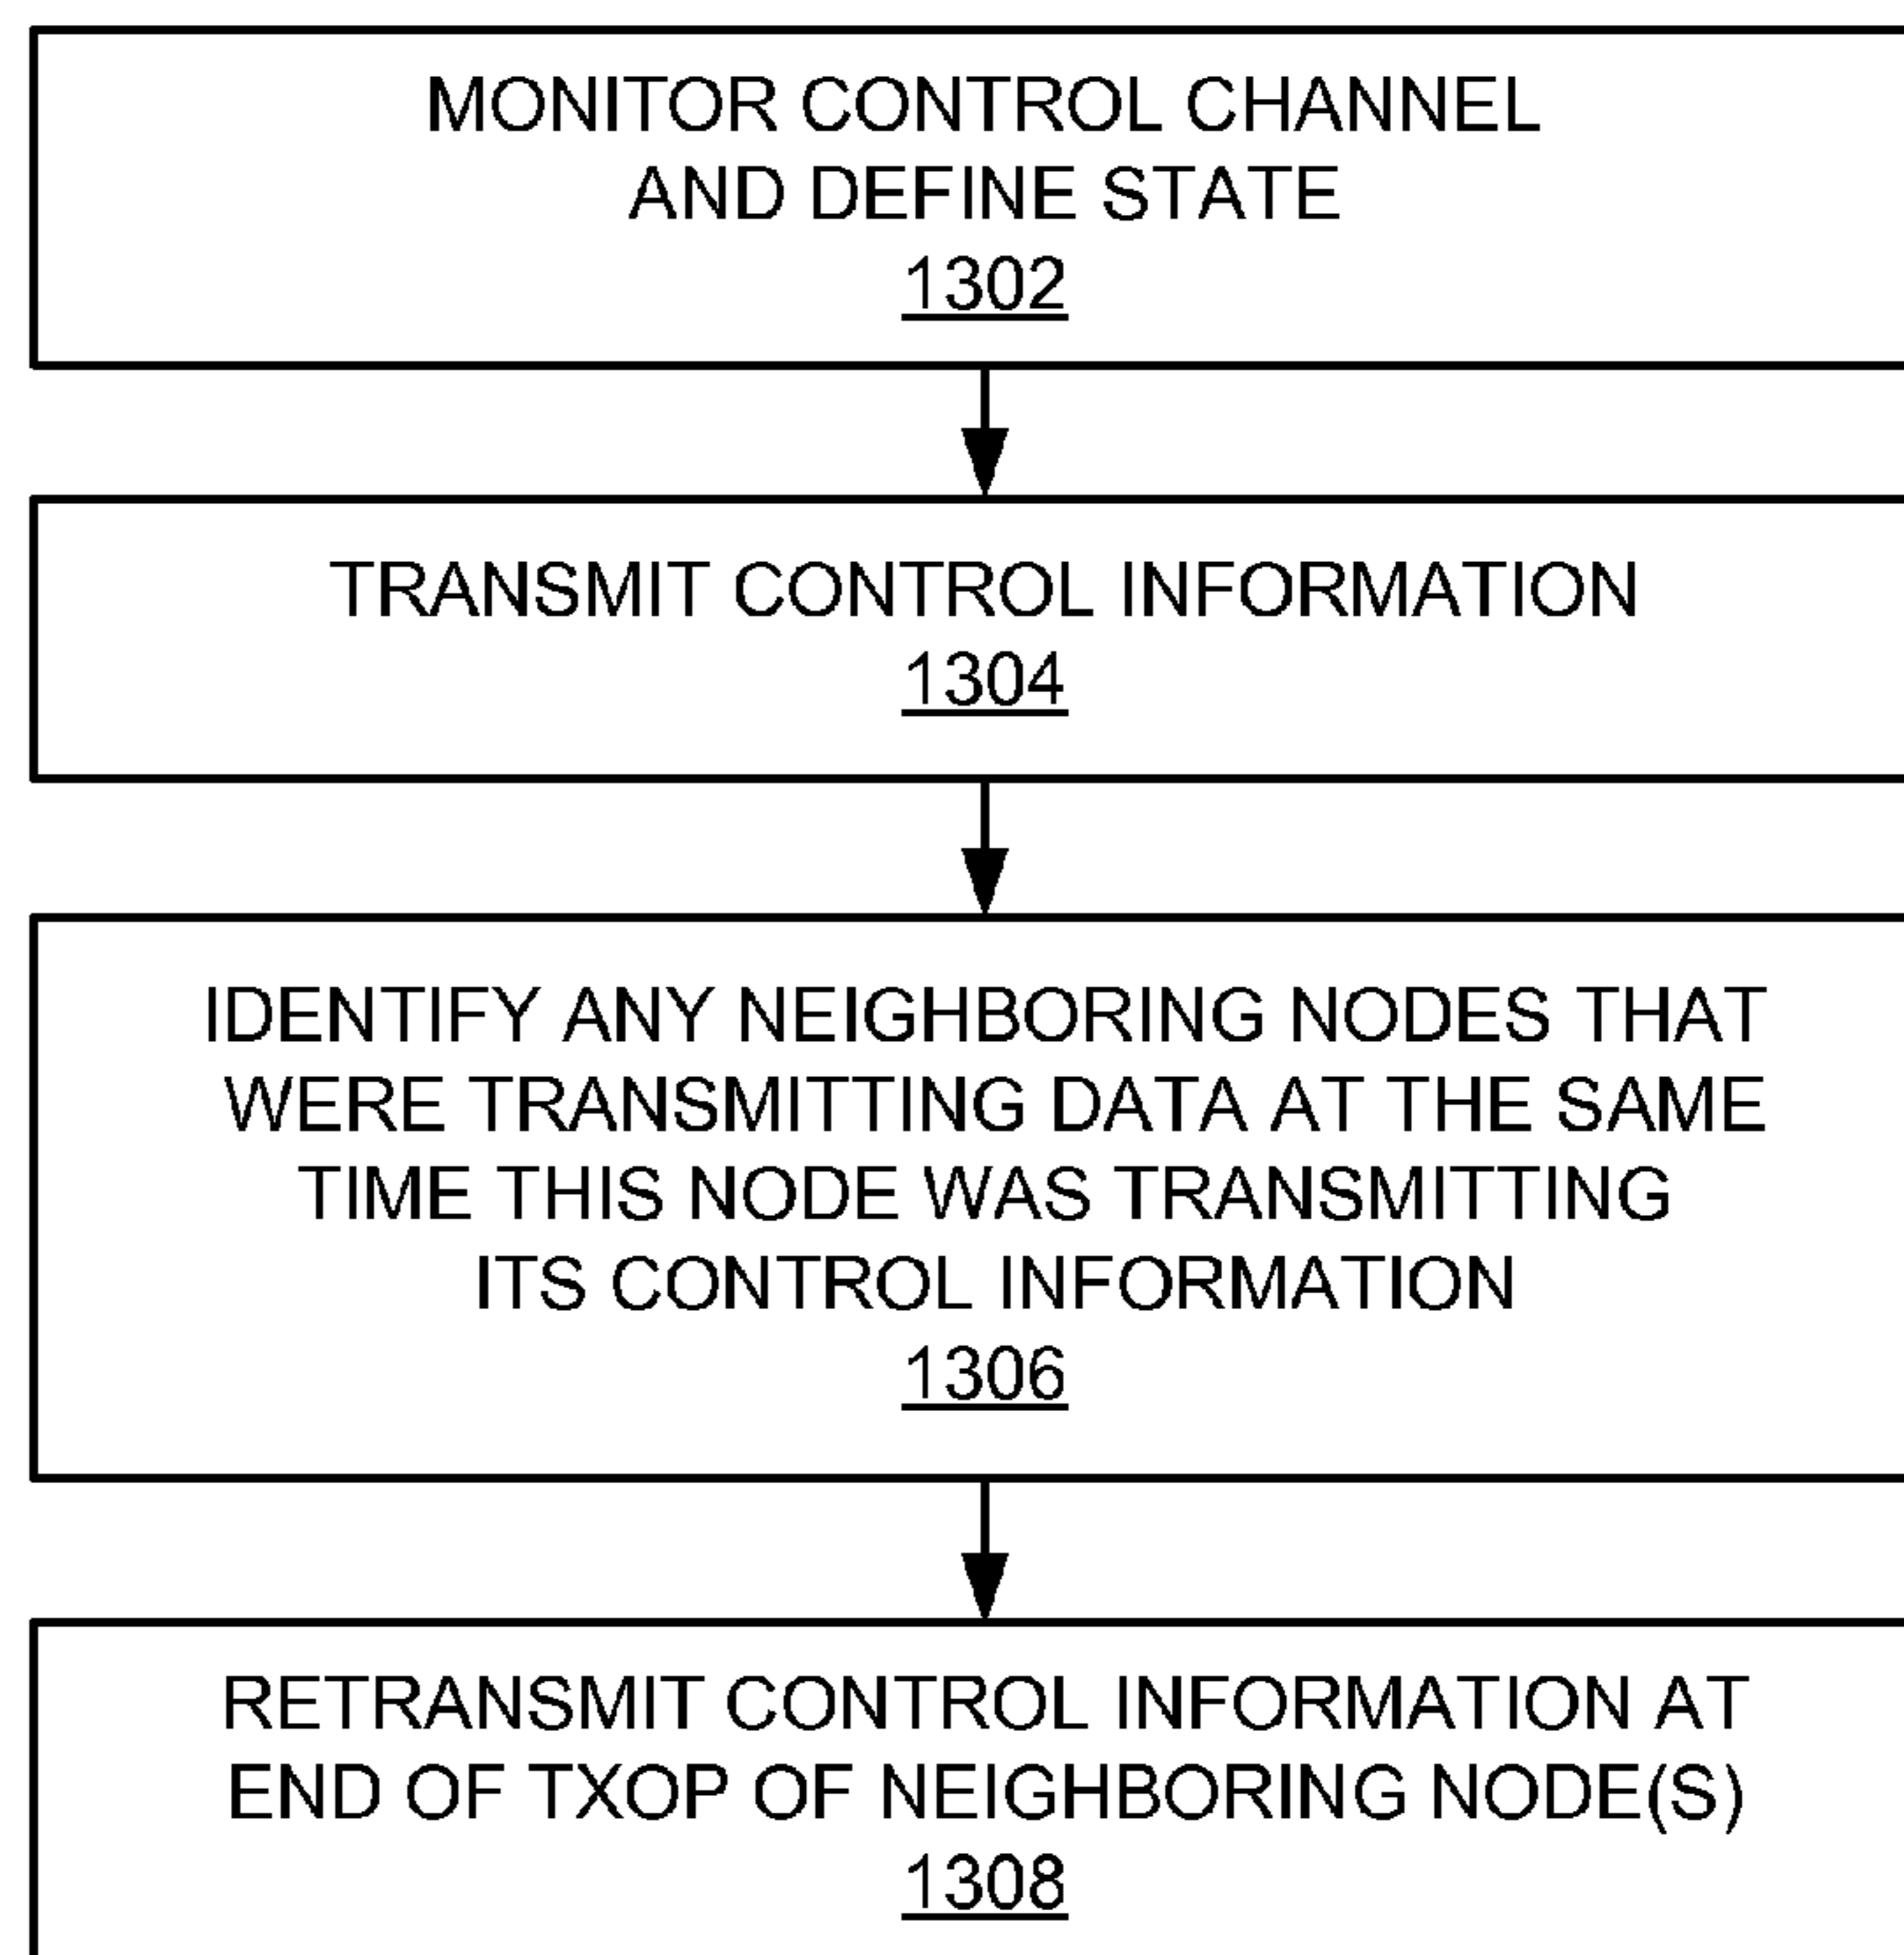 MONITOR CONTROL CHANNEL
AND DEFINE STATE
1302
TRANSMIT CONTROL INFORMATION
1304
IDENTIFY ANY NEIGHBORING NODES THAT
WERE TRANSMITTING DATA AT THE SAME
TIME THIS NODE WAS TRANSMITTING
ITS CONTROL INFORMATION
1306
RETRANSMIT CONTROL INFORMATION AT
END OF TXOP OF NEIGHBORING NODE(S)
1308